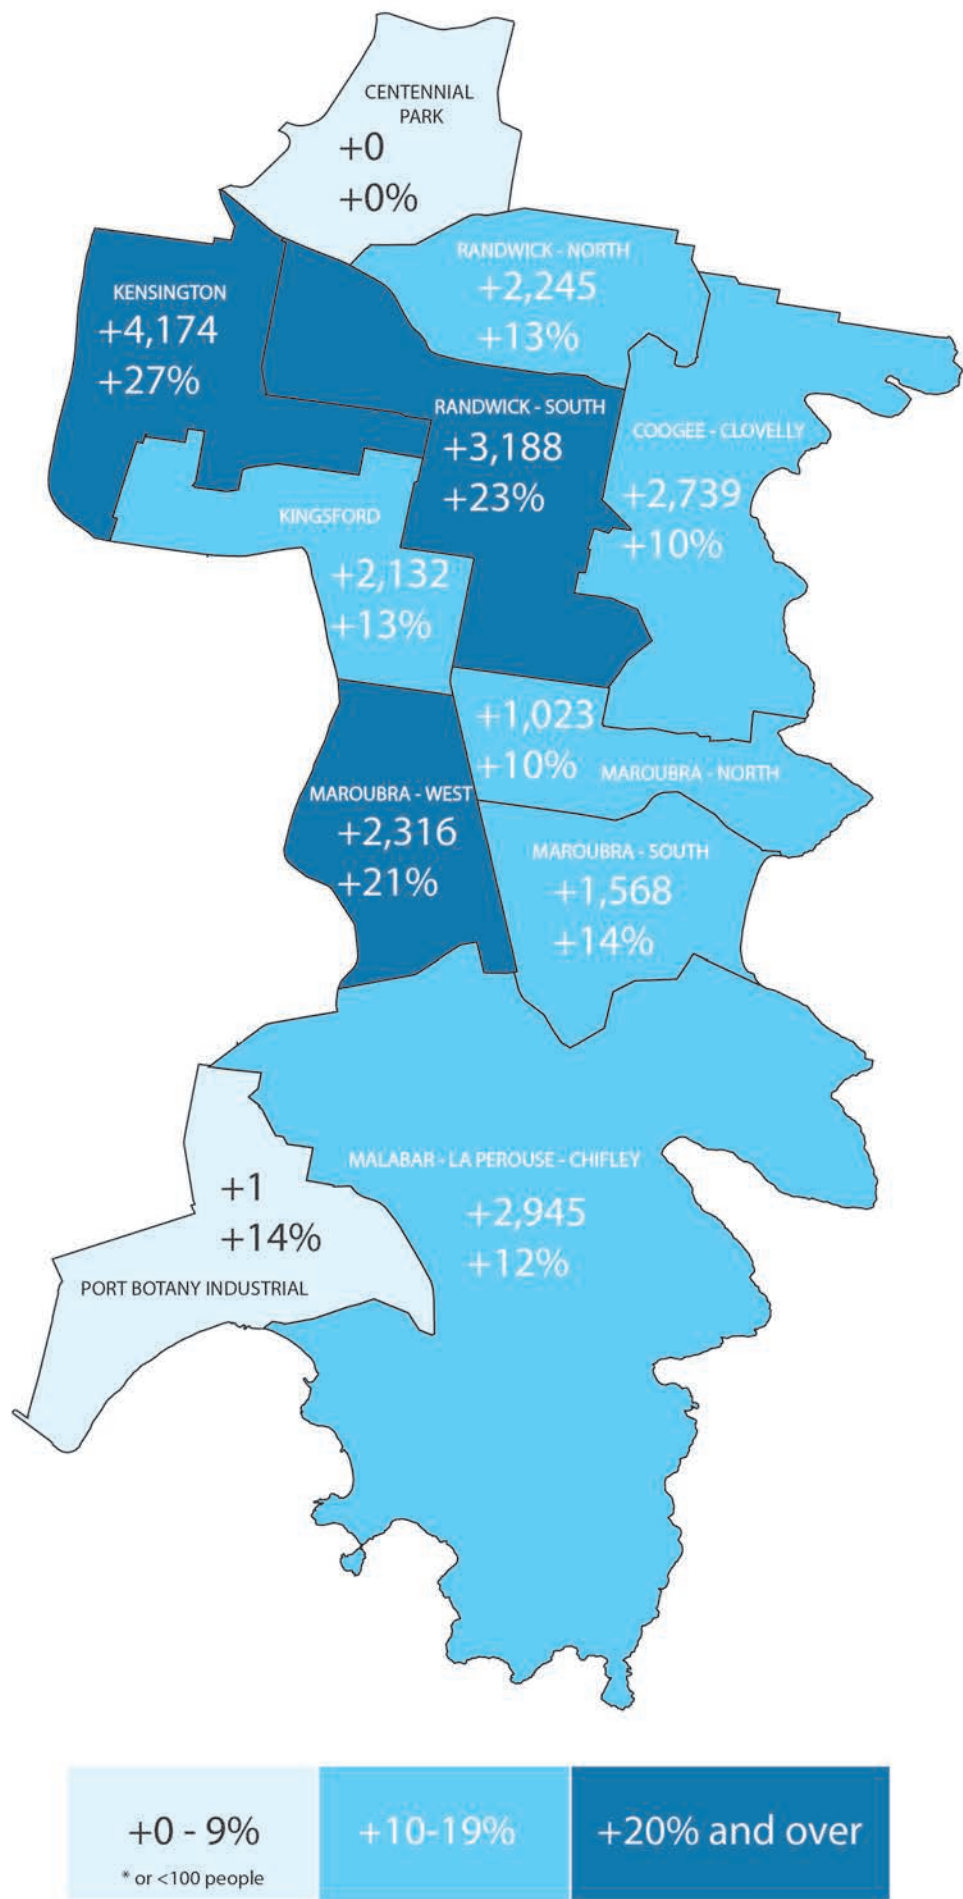 CENTENNIAL
PARK
+0
+0%
RANDWICK - NORTH
+2,245
+13%
KENSINGTON
+4,174
+27%
RANDWICK - SOUTH
+3,188
+23%
COOGEE - CLOVELLY
+2,739
+10%
KINGSFORD
+2,132
+13%
+1,023
+10%
MAROUBRA - NORTH
MAROUBRA - WEST
+2,316
+21%
MAROUBRA - SOUTH
+1,568
+14%
MALABAR - LA PEROUSE - CHIFLEY
+2,945
+12%
+1
+14%
PORT BOTANY INDUSTRIAL
+0 - 9%
* or <100 people
+10-19%
+20% and over